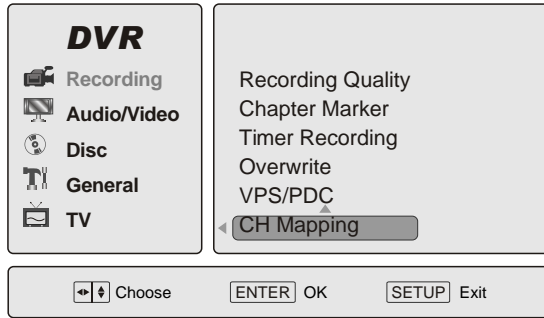 DVR
Recording
Audio/Video
Disc
General
TV
Recording Quality
Chapter Marker
Timer Recording
Overwrite
VPS/PDC
CH Mapping
Choose ENTER OK SETUP Exit